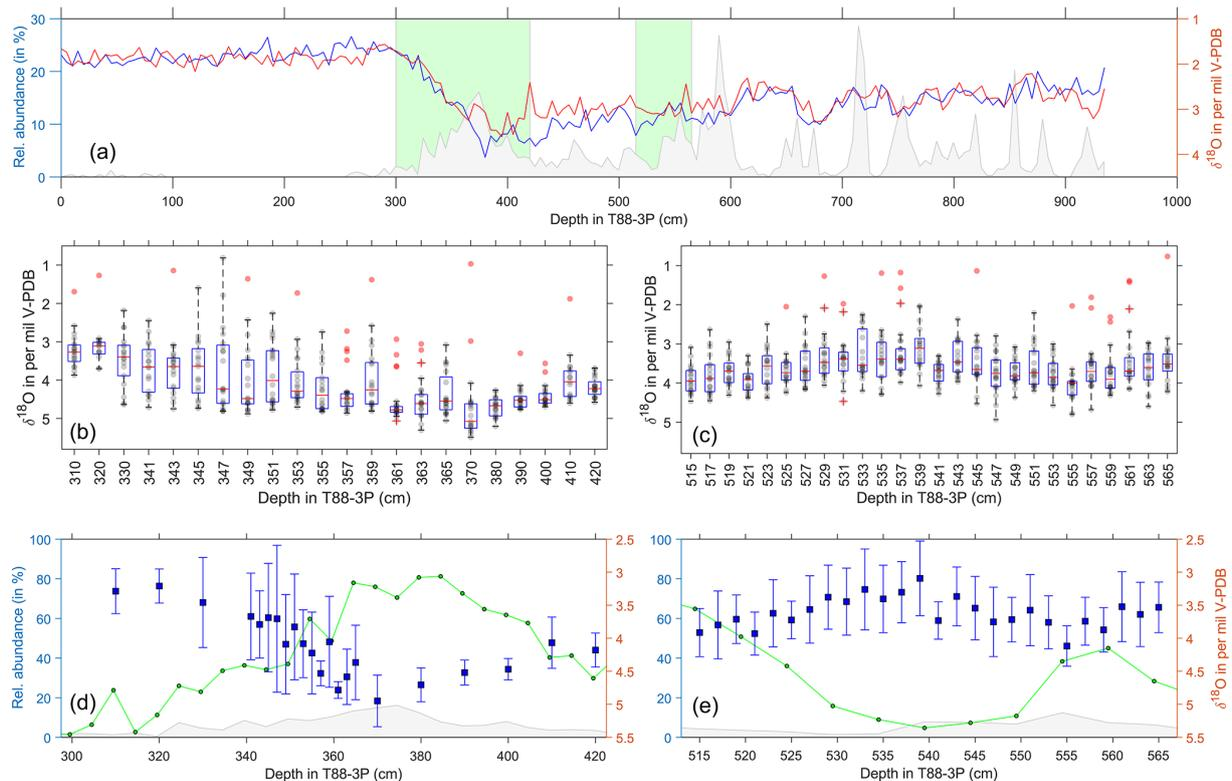 30
20
10
0
Rel. abundance (in %)
(a)
1
2
3
4
δ18O in per mil V-PDB
0 100 200 300 400 500 600 700 800 900 1000
Depth in T88-3P (cm)
1
2
3
4
5
δ18O in per mil V-PDB
(b)
310 320 330 341 343 345 347 349 351 353 355 357 359 361 363 365 370 380 390 400 410 420
Depth in T88-3P (cm)
1
2
3
4
5
δ18O in per mil V-PDB
(c)
515 517 519 521 523 525 527 529 531 533 535 537 539 541 543 545 547 549 551 553 555 557 559 561 563 565
Depth in T88-3P (cm)
100
80
60
40
20
0
Rel. abundance (in %)
(d)
2.5
3
3.5
4
4.5
5
5.5
300 320 340 360 380 400 420
Depth in T88-3P (cm)
100
80
60
40
20
0
Rel. abundance (in %)
(e)
2.5
3
3.5
4
4.5
5
5.5
δ18O in per mil V-PDB
515 520 525 530 535 540 545 550 555 560 565
Depth in T88-3P (cm)